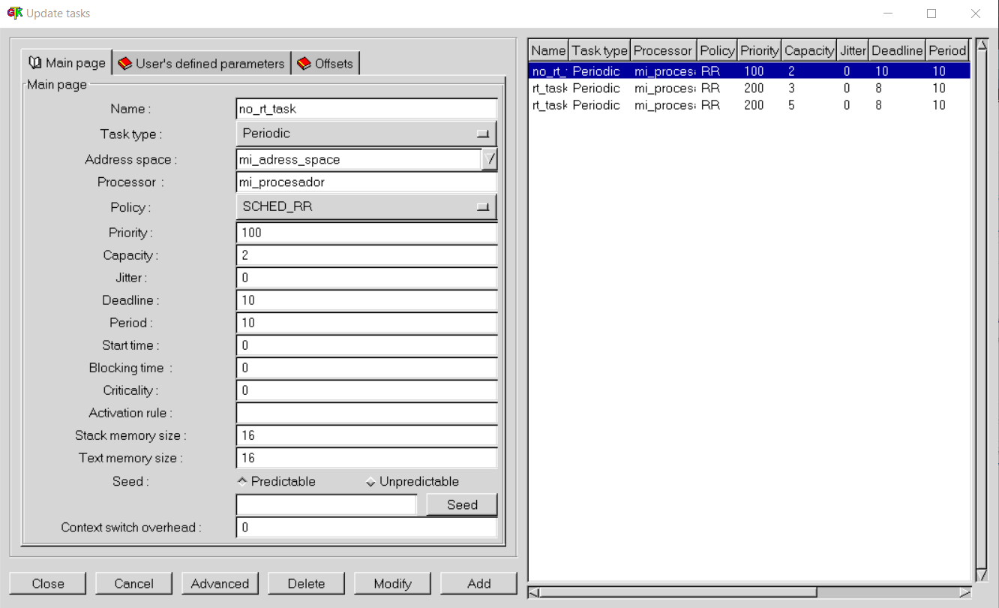 Update tasks
Main page User's defined parameters Offsets
Main page
Name : no_rt_task
Task type : Periodic
Address space : mi_adress_space
Processor : mi_procesador
Policy : SCHED_RR
Priority : 100
Capacity : 2
Jitter : 0
Deadline : 10
Period : 10
Start time : 0
Blocking time : 0
Criticality : 0
Activation rule :
Stack memory size : 16
Text memory size : 16
Seed : Predictable Unpredictable
Seed
Context switch overhead : 0
Close Cancel Advanced Delete Modify Add
Name Task type Processor Policy Priority Capacity Jitter Deadline Period
no_rt_ Periodic mi_proces RR 100 2 0 10 10
rt_task Periodic mi_proces RR 200 3 0 8 10
rt_task Periodic mi_proces RR 200 5 0 8 10